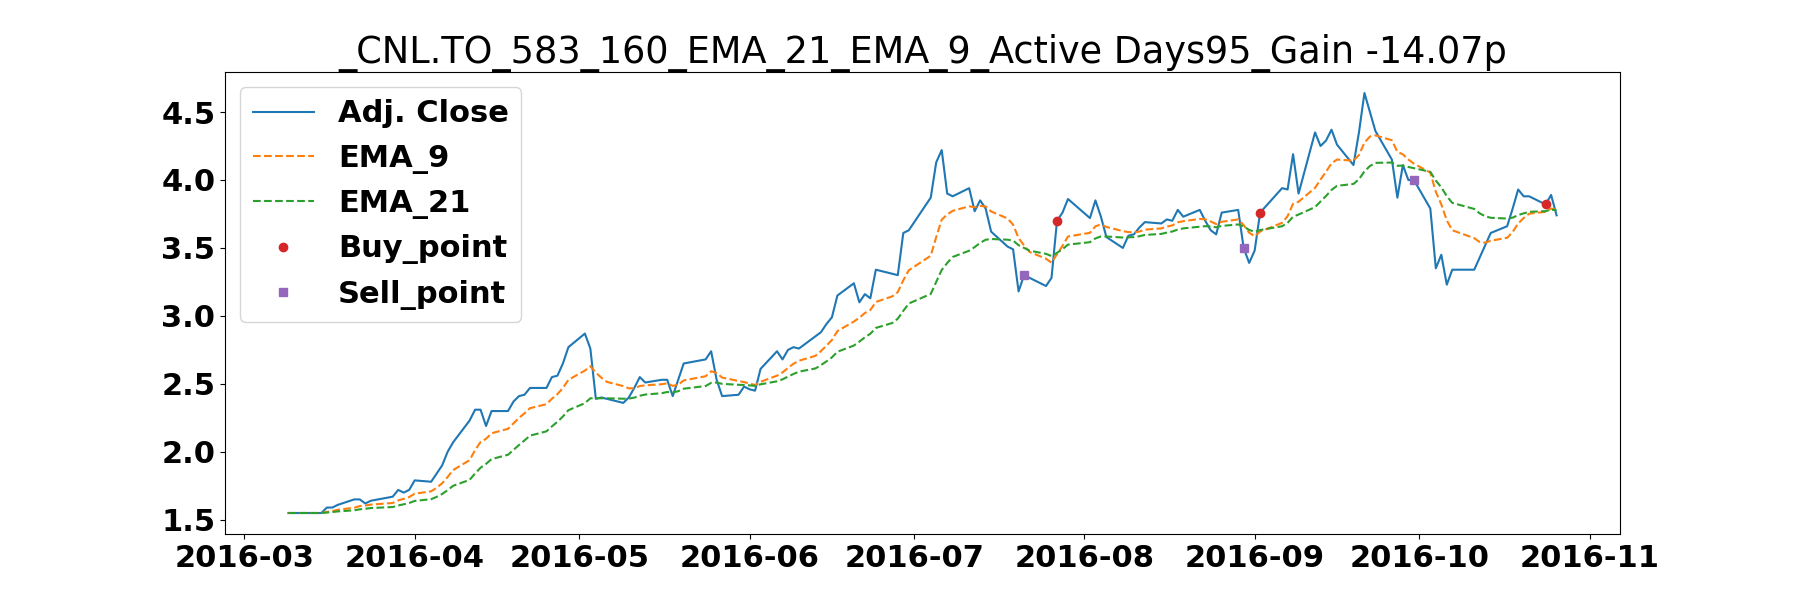 _CNL.TO_583_160_EMA_21_EMA_9_Active Days95_Gain -14.07p
Adj. Close
EMA_9
EMA_21
Buy_point
Sell_point
4.5
4.0
3.5
3.0
2.5
2.0
1.5
2016-03 2016-04 2016-05 2016-06 2016-07 2016-08 2016-09 2016-10 2016-11